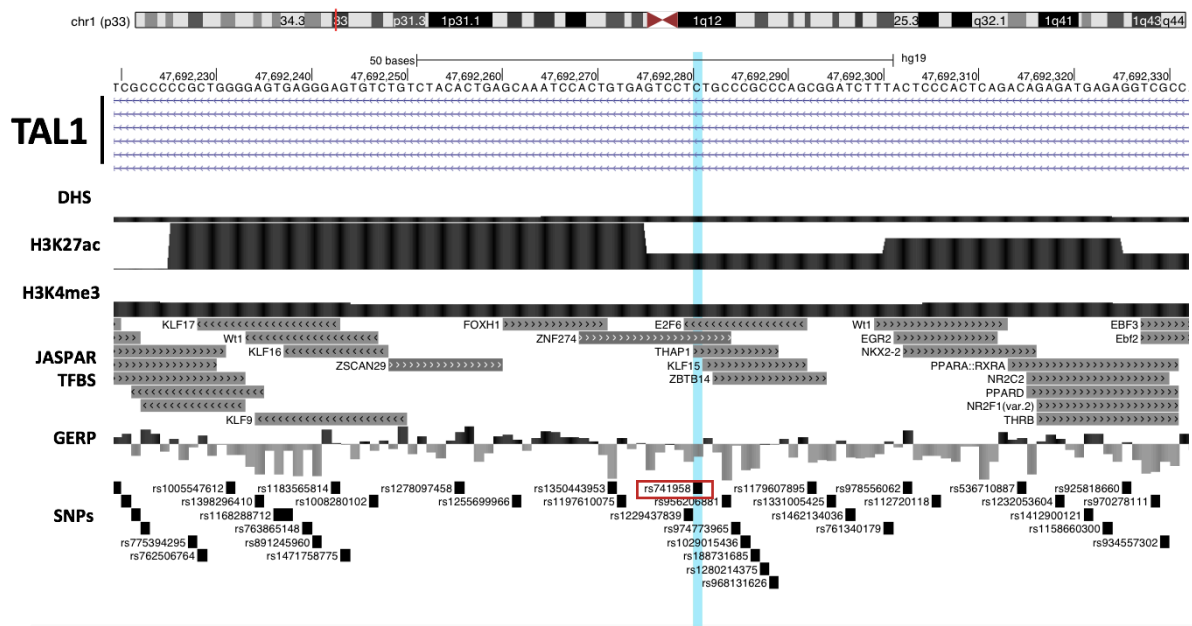 chr1 (p33) 34.3 33 p31.3 1p31.1 1q12 25.3 q32.1 1q41 1q43 q44
50 bases hg19
47,692,230 47,692,240 47,692,250 47,692,260 47,692,270 47,692,280 47,692,290 47,692,300 47,692,310 47,692,320 47,692,330
TCGCCCCCGCTGGGGAGTGAGGGAGTGTCTGTCTACACTGAGCAAATCCACTGTGAGTCCTCTGCCCGCCCAGCGGATCTTTACTCCCACTCAGACAGAGATGAGAGGTCGCC
TAL1
DHS
H3K27ac
H3K4me3
KLF17 FOXH1 E2F6 Wt1 EBF3
Wt1 ZNF274 EGR2 Ebf2
JASPAR KLF16 THAP1 NKX2-2
ZSCAN29 KLF15 PPARA::RXRA
TFBS ZBTB14 NR2C2
PPARD
NR2F1(var.2)
KLF9 THRB
GERP
rs1005547612 rs1183565814 rs1278097458 rs1350443953 rs741958 rs1179607895 rs978556062 rs536710887 rs925818660
rs1398296410 rs1008280102 rs1255699966 rs1197610075 rs956206881 rs1331005425 rs112720118 rs1232053604 rs970278111
SNPs rs1168288712 rs1229437839 rs1462134036 rs1412900121
rs775394295 rs763865148 rs974773965 rs761340179 rs1158660300
rs762506764 rs891245960 rs1029015436 rs934557302
rs1471758775 rs188731685
rs1280214375
rs968131626